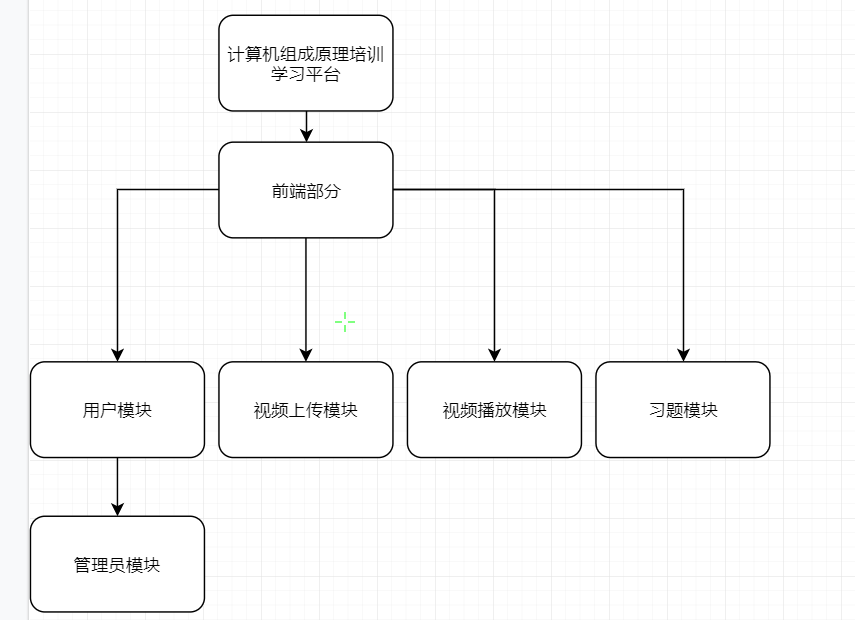 计算机组成原理培训
学习平台
前端部分
用户模块
视频上传模块
视频播放模块
习题模块
管理员模块